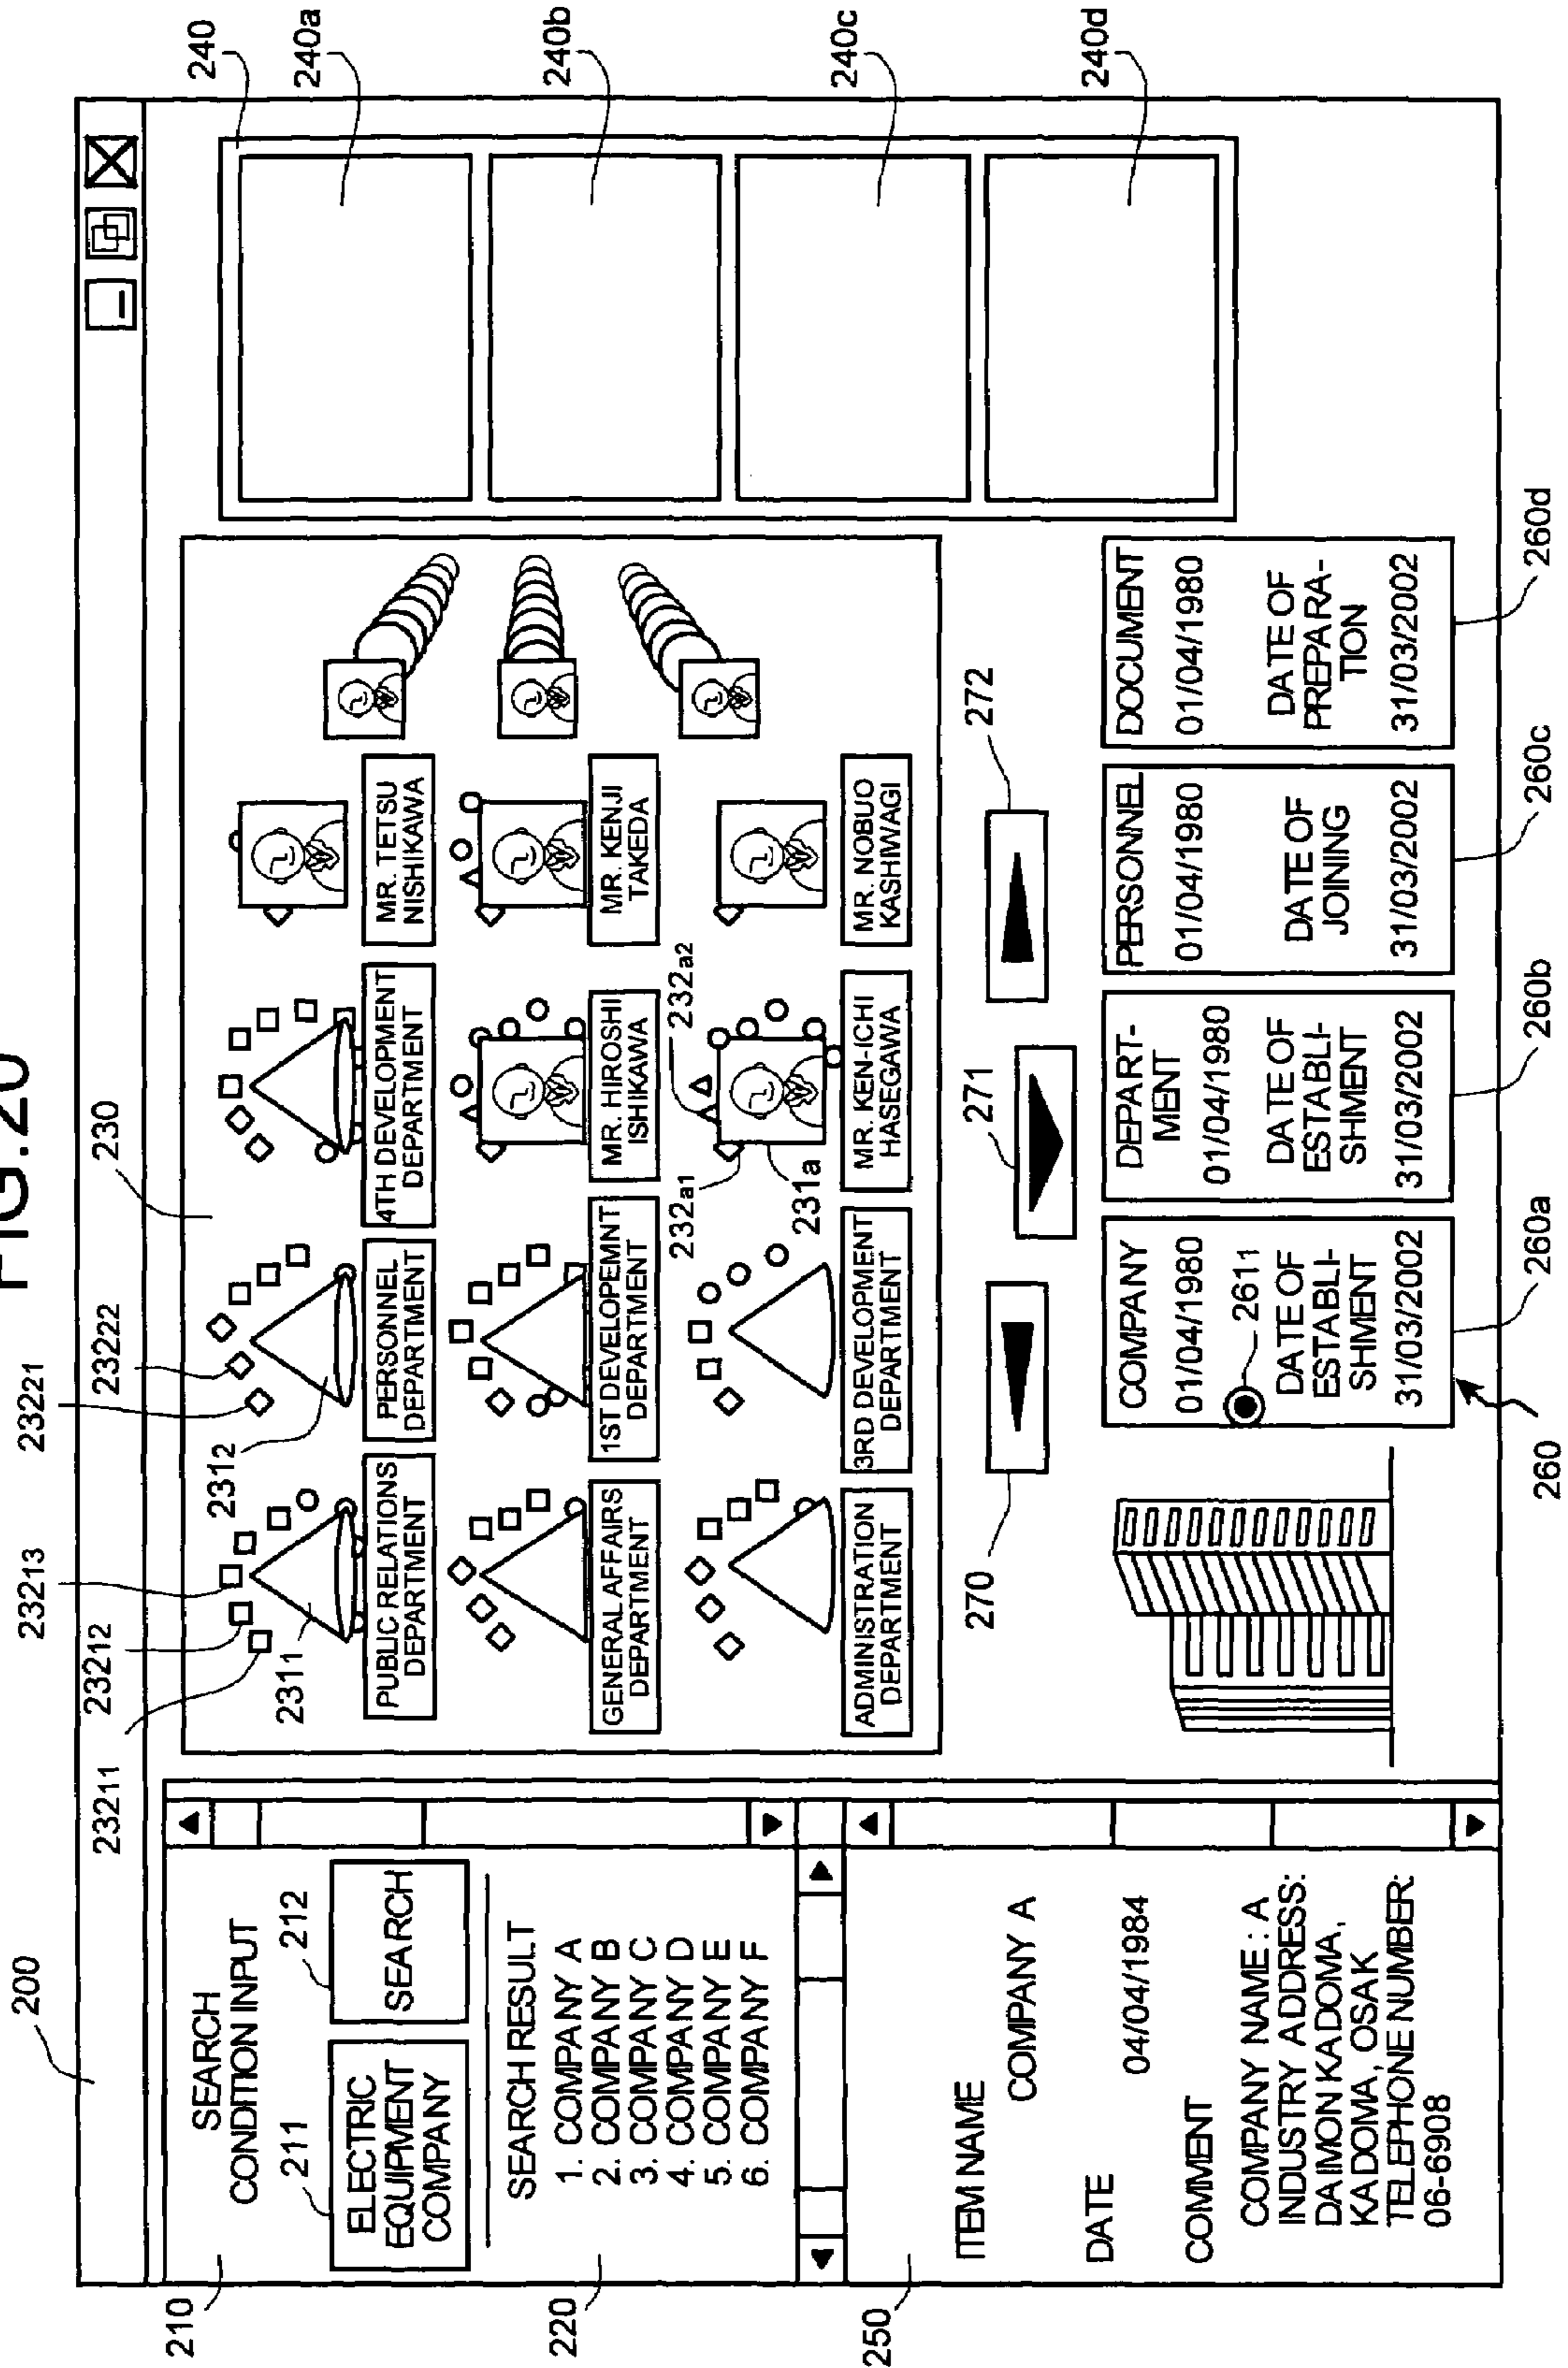 FIG.20
200
210
SEARCH
CONDITION INPUT
211
212
ELECTRIC
EQUIPMENT
COMPANY
SEARCH
220
SEARCH RESULT
1. COMPANY A
2. COMPANY B
3. COMPANY C
4. COMPANY D
5. COMPANY E
6. COMPANY F
250
ITEM NAME
COMPANY A
DATE
04/04/1984
COMMENT
COMPANY NAME : A
INDUSTRY ADDRESS:
DAIMON KADOMA,
KADOMA, OSAK
TELEPHONE NUMBER:
06-6908
23211
23212
23213
23221
23222
230
2311
2312
PUBLIC RELATIONS
DEPARTMENT
PERSONNEL
DEPARTMENT
4TH DEVELOPMENT
DEPARTMENT
MR. TETSU
NISHIKAWA
GENERAL AFFAIRS
DEPARTMENT
1ST DEVELOPEMNT
DEPARTMENT
MR. HIROSHI
ISHIKAWA
MR. KENJI
TAKEDA
232a1
232a2
231a
ADMINISTRATION
DEPARTMENT
3RD DEVELOPMENT
DEPARTMENT
MR. KEN-ICHI
HASEGAWA
MR. NOBUO
KASHIWAGI
240
240a
240b
240c
240d
270
271
272
COMPANY
01/04/1980
2611
DATE OF
ESTABLI-
SHMENT
31/03/2002
DEPART-
MENT
01/04/1980
DATE OF
ESTABLI-
SHMENT
31/03/2002
PERSONNEL
01/04/1980
DATE OF
JOINING
31/03/2002
DOCUMENT
01/04/1980
DATE OF
PREPARA-
TION
31/03/2002
260
260a
260b
260c
260d